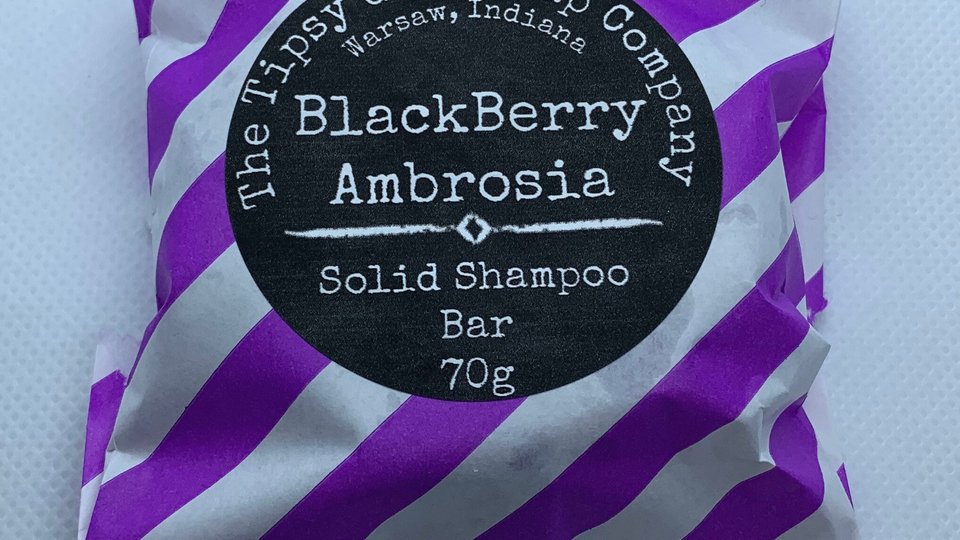 The Tipsy Company
Warsaw, Indiana
BlackBerry
Ambrosia
Solid Shampoo
Bar
70g